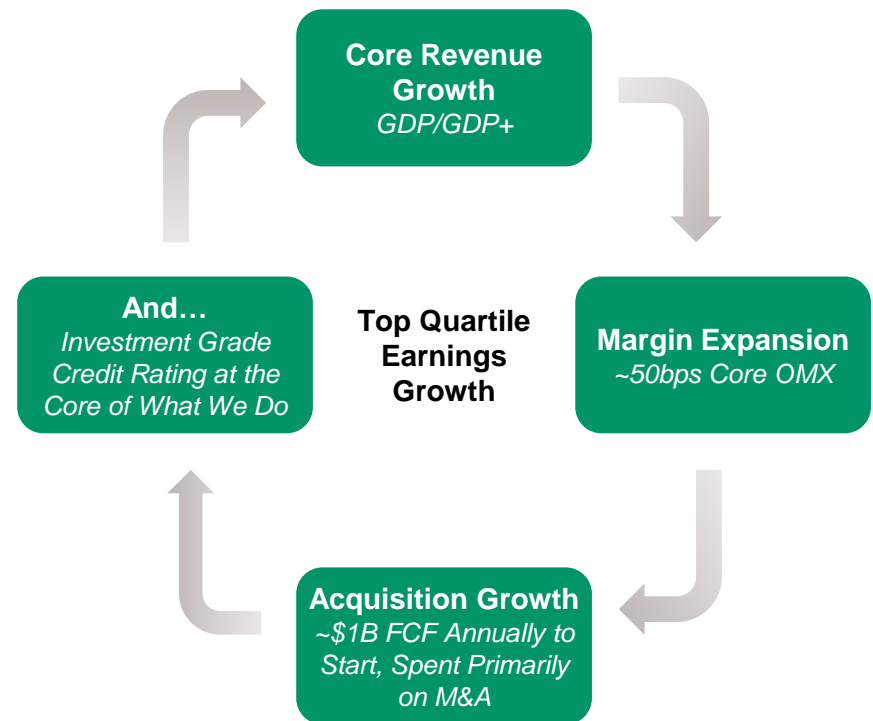 Core Revenue
Growth
GDP/GDP+
And…
Investment Grade
Credit Rating at the
Core of What We Do
Top Quartile
Earnings
Growth
Margin Expansion
~50bps Core OMX
Acquisition Growth
~$1B FCF Annually to
Start, Spent Primarily
on M&A